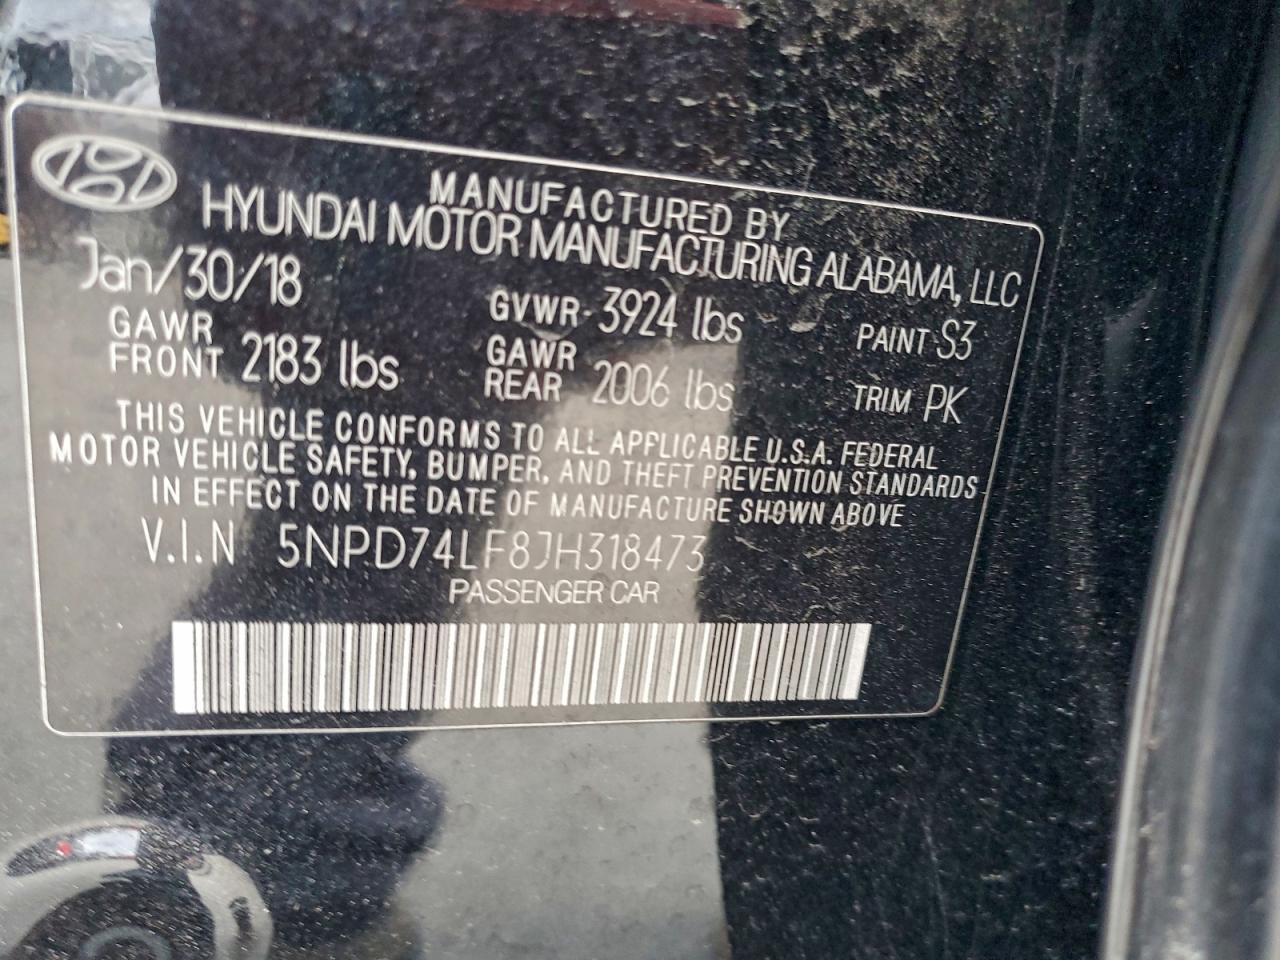 MANUFACTURED BY
HYUNDAI MOTOR MANUFACTURING ALABAMA, LLC
Jan/30/18 GVWR 3924 lbs PAINT S3
GAWR FRONT 2183 lbs GAWR REAR 2006 lbs TRIM PK
THIS VEHICLE CONFORMS TO ALL APPLICABLE U.S.A. FEDERAL
MOTOR VEHICLE SAFETY, BUMPER, AND THEFT PREVENTION STANDARDS
IN EFFECT ON THE DATE OF MANUFACTURE SHOWN ABOVE
V.I.N 5NPD74LF8JH318473
PASSENGER CAR